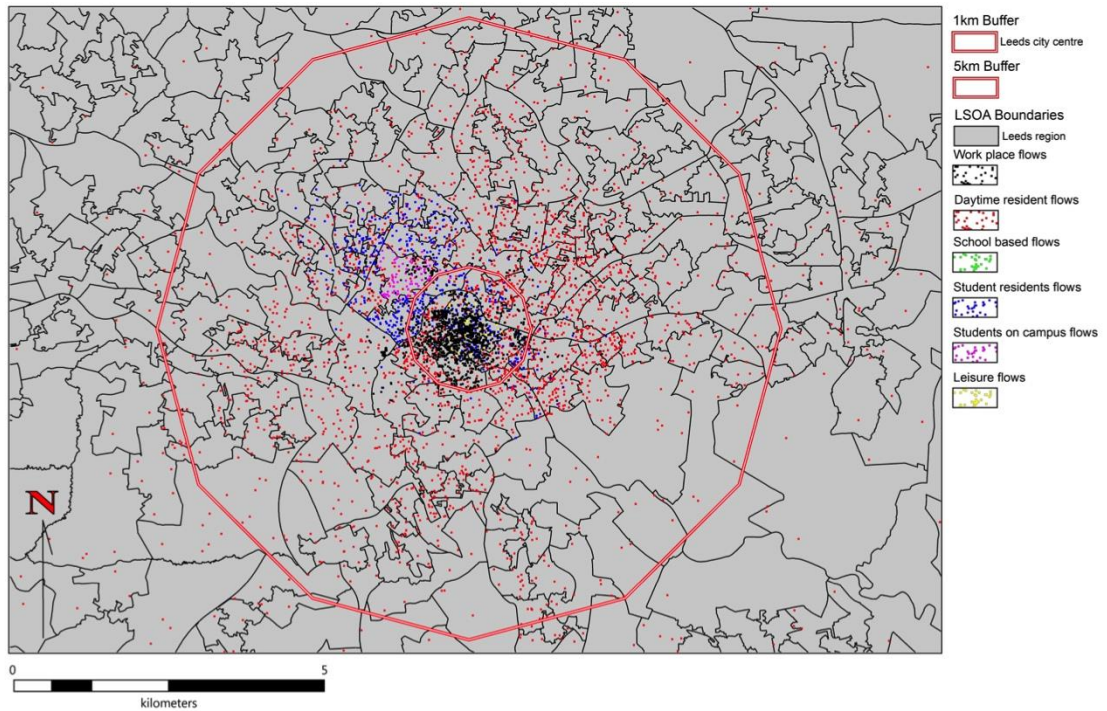 1km Buffer
Leeds city centre
5km Buffer
LSOA Boundaries
Leeds region
Work place flows
Daytime resident flows
School based flows
Student residents flows
Students on campus flows
Leisure flows
N
0 5
kilometers